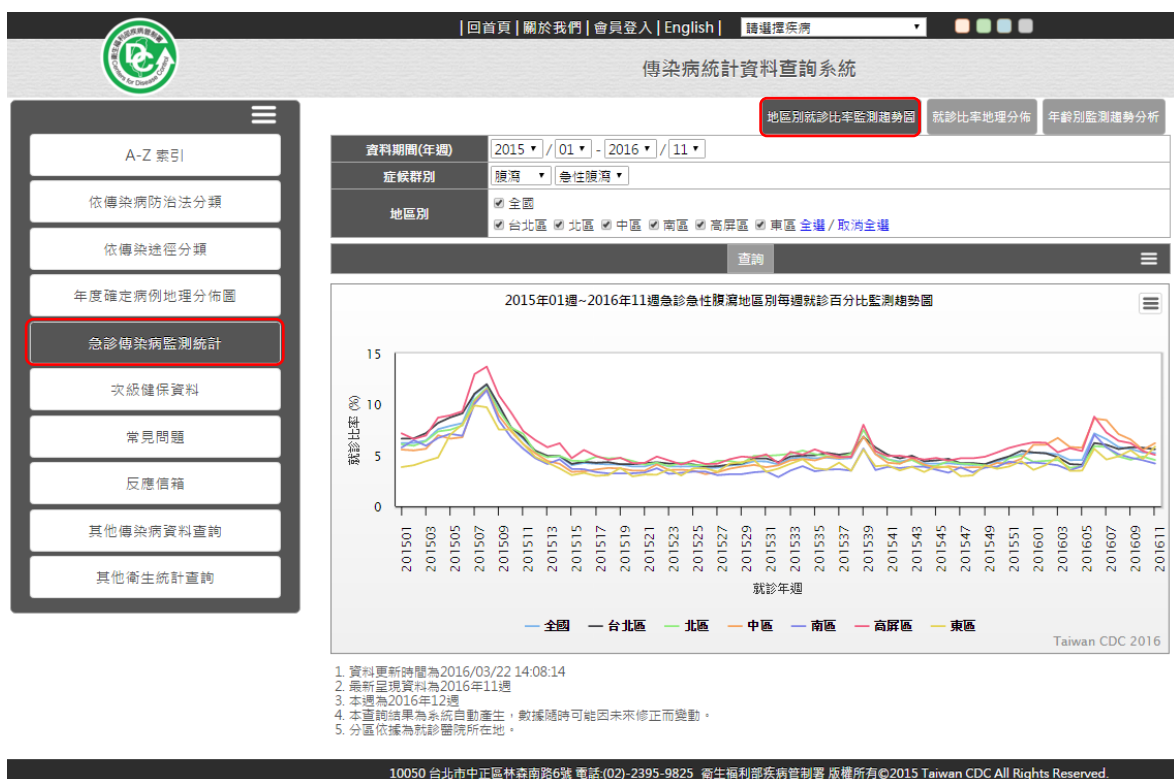 |回首頁|關於我們|會員登入|English| 請選擇疾病
傳染病統計資料查詢系統
地區別就診比率監測趨勢圖 就診比率地理分佈 年齡別監測趨勢分析
A-Z 索引
依傳染病防治法分類
依傳染途徑分類
年度確定病例地理分佈圖
急診傳染病監測統計
次級健保資料
常見問題
反應信箱
其他傳染病資料查詢
其他衛生統計查詢
資料期間(年週) 2015 / 01 - 2016 / 11
症候群別 腹瀉 急性腹瀉
地區別 全國
台北區 北區 中區 南區 高屏區 東區 全選 / 取消全選
查詢
2015年01週~2016年11週急診急性腹瀉地區別每週就診百分比監測趨勢圖
就診比率 (%)
15
10
5
0
201501 201503 201505 201507 201509 201511 201513 201515 201517 201519 201521 201523 201525 201527 201529 201531 201533 201535 201537 201539 201541 201543 201545 201547 201549 201551 201601 201603 201605 201607 201609 201611
就診年週
全國 台北區 北區 中區 南區 高屏區 東區
Taiwan CDC 2016
1. 資料更新時間為2016/03/22 14:08:14
2. 最新呈現資料為2016年11週
3. 本週為2016年12週
4. 本查詢結果為系統自動產生，數據隨時可能因未來修正而變動。
5. 分區依據為就診醫院所在地。
10050 台北市中正區林森南路6號 電話:(02)-2395-9825 衛生福利部疾病管制署 版權所有©2015 Taiwan CDC All Rights Reserved.